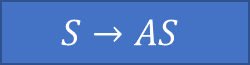 S → AS